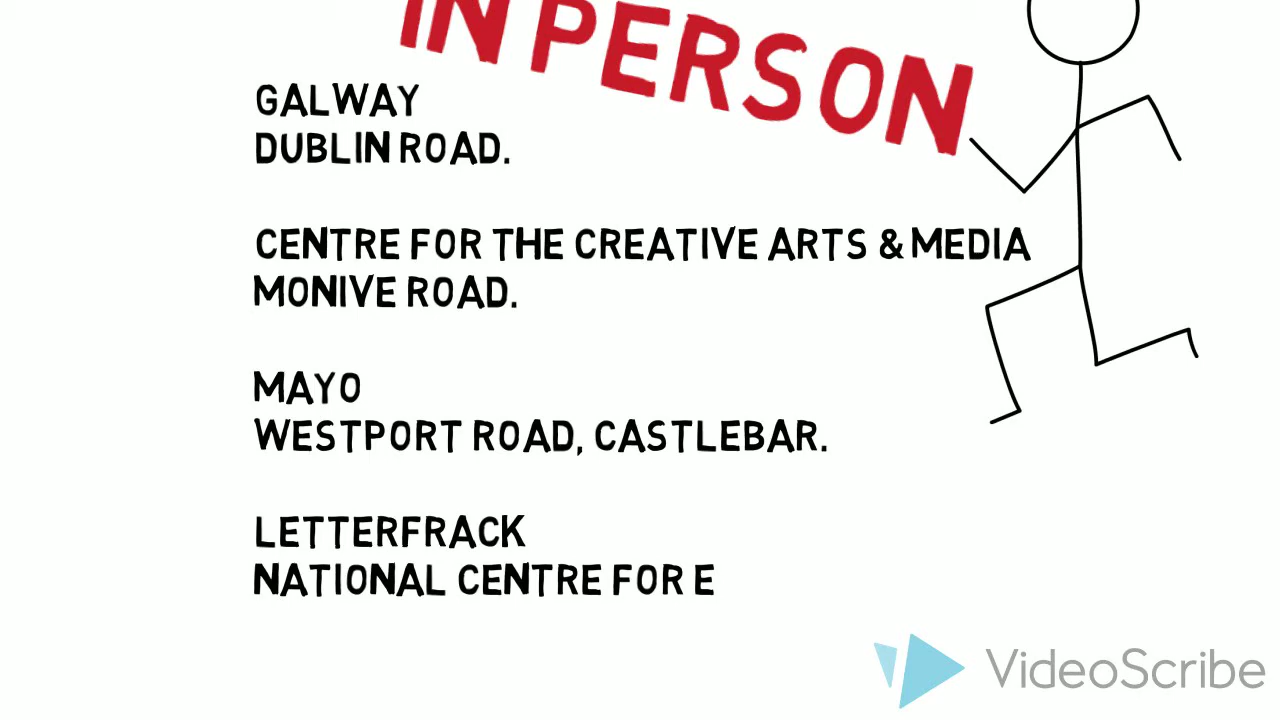 IN PERSON
GALWAY
DUBLIN ROAD.
CENTRE FOR THE CREATIVE ARTS & MEDIA
MONIVE ROAD.
MAYO
WESTPORT ROAD, CASTLEBAR.
LETTERFRACK
NATIONAL CENTRE FOR E
VideoScribe